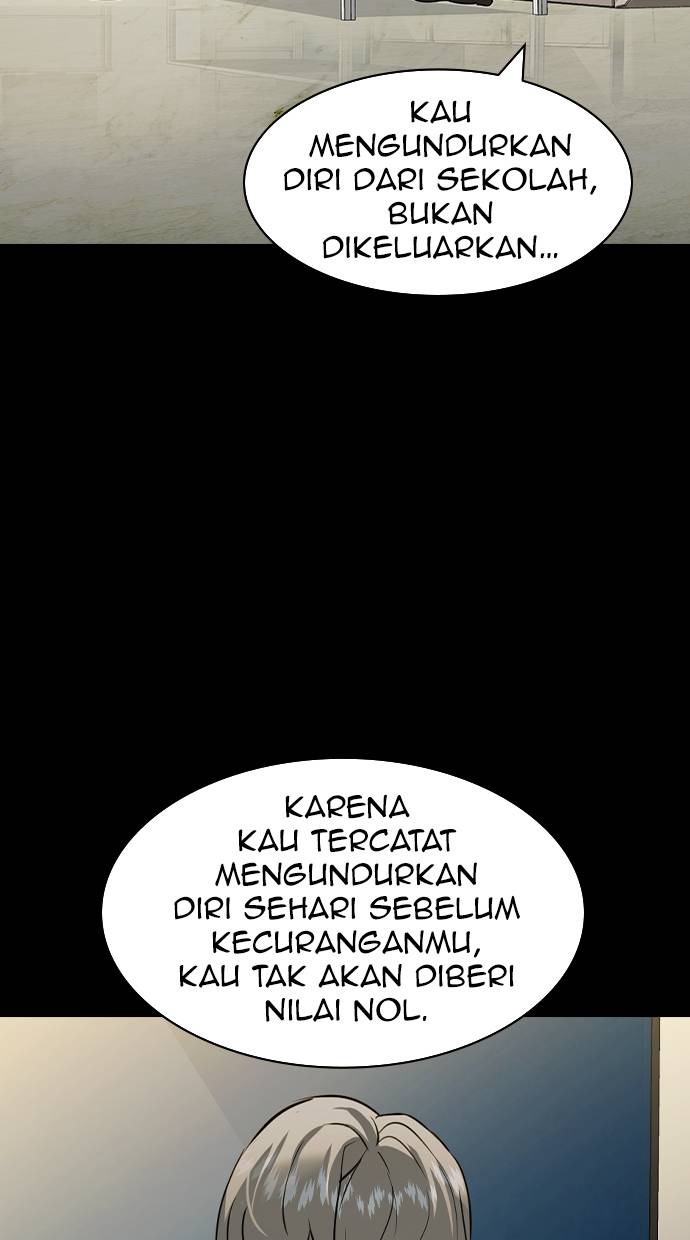 KAU
MENGUNDURKAN
DIRI DARI SEKOLAH,
BUKAN
DIKELUARKAN...
KARENA
KAU TERCATAT
MENGUNDURKAN
DIRI SEHARI SEBELUM
KECURANGANMU,
KAU TAK AKAN DIBERI
NILAI NOL.